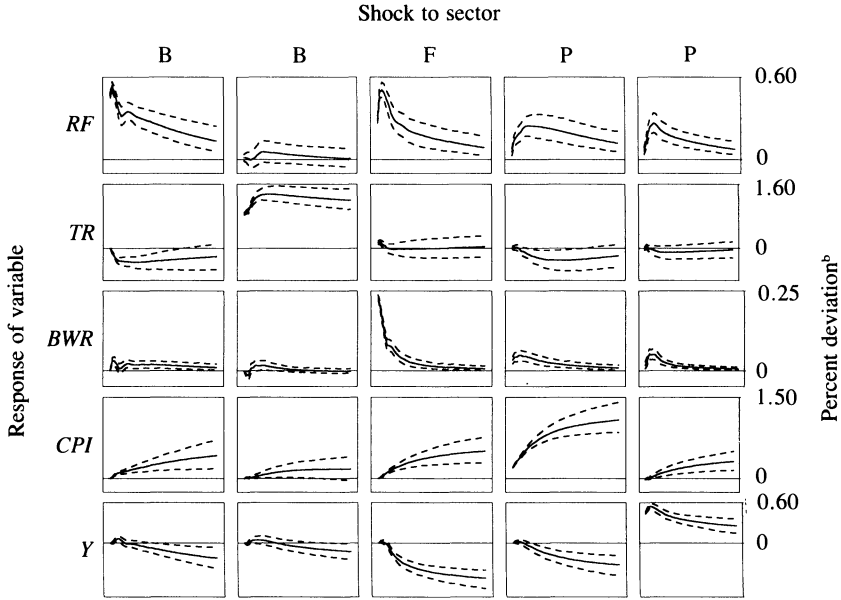 Shock to sector
B B F P P
RF 0.60
0
TR 1.60
0
Response of variable
BWR 0.25
0
Percent deviationᵇ
CPI 1.50
0
Y 0.60
0